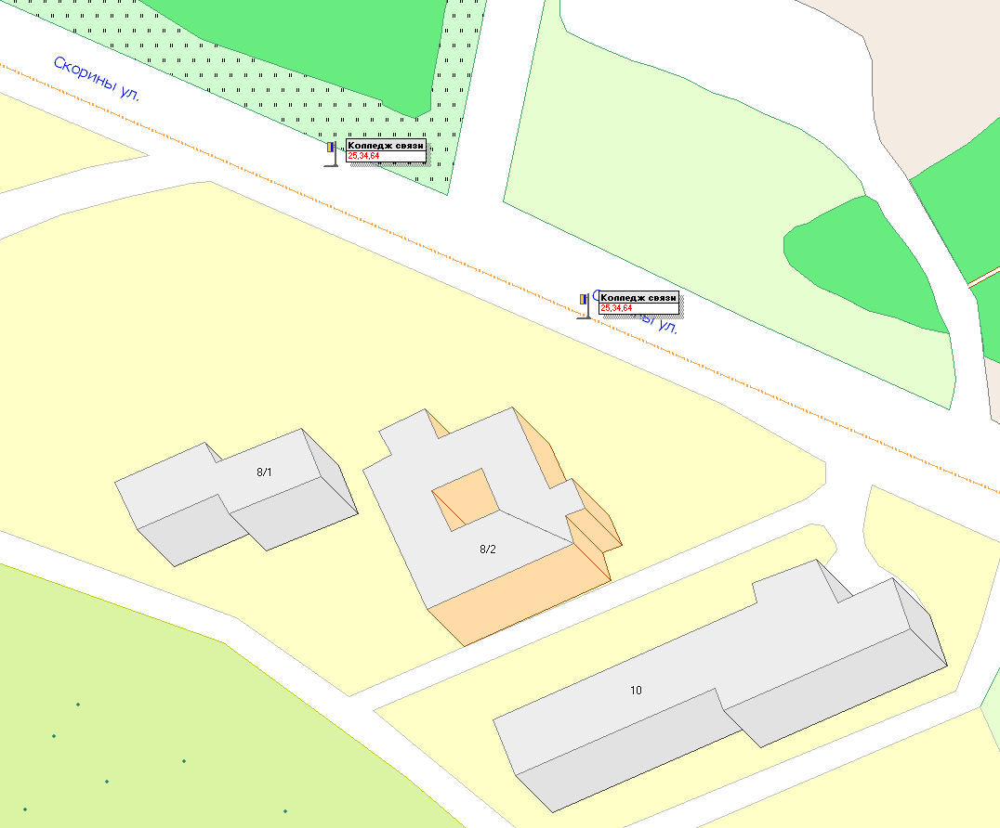 Скорины ул.
Колледж связи
25,34,64
Колледж связи
25,34,64
ул.
8/1
8/2
10